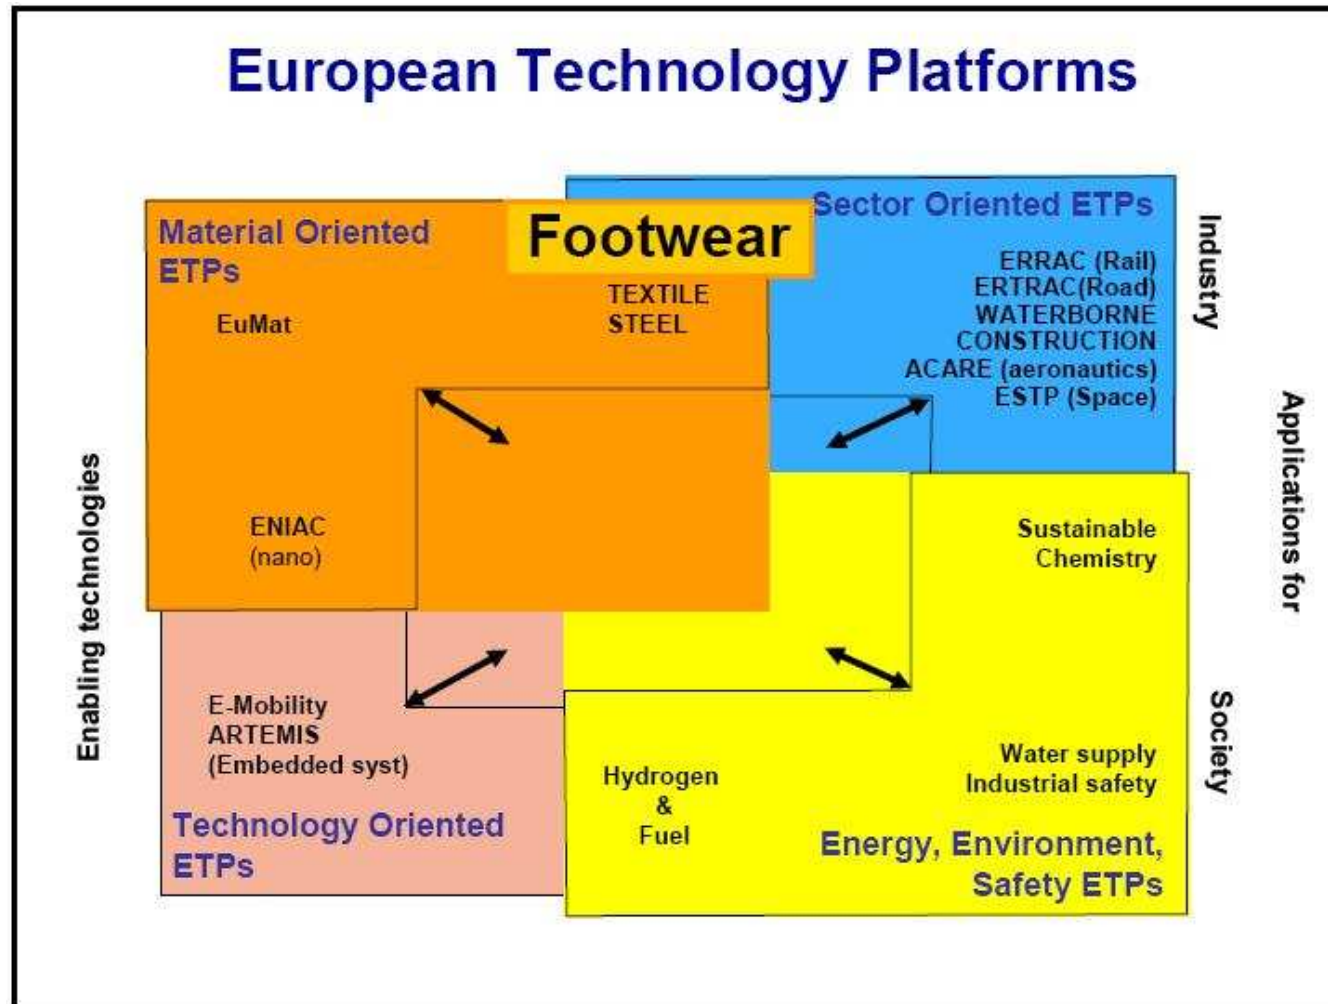 European Technology Platforms
Material Oriented
ETPs
Footwear
Sector Oriented ETPs
EuMat
TEXTILE
STEEL
ERRAC (Rail)
ERTRAC(Road)
WATERBORNE
CONSTRUCTION
ACARE (aeronautics)
ESTP (Space)
Industry
Applications for
Enabling technologies
ENIAC
(nano)
Sustainable
Chemistry
E-Mobility
ARTEMIS
(Embedded syst)
Technology Oriented
ETPs
Hydrogen
&
Fuel
Water supply
Industrial safety
Energy, Environment,
Safety ETPs
Society